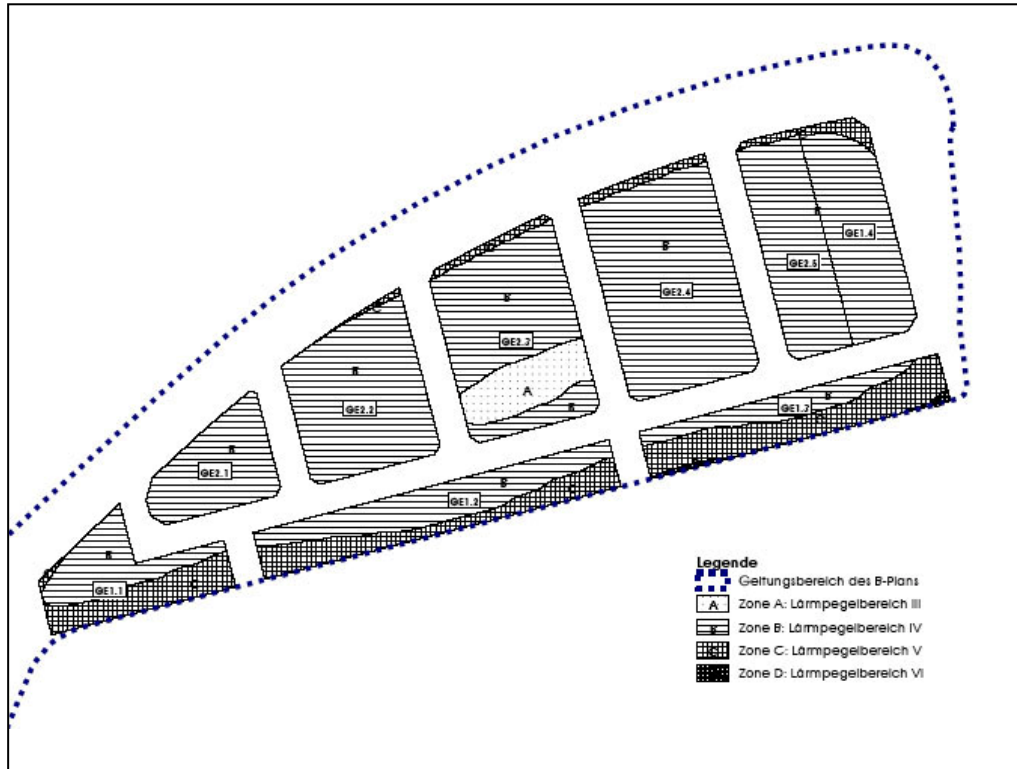 B
GE1.4
B
GE2.5
B
GE2.4
B
C
GE2.3
B
A
B
B
GE1.3
GE2.2
B
GE2.1
B
GE1.2
C
B
C
GE1.1
C
Legende
Geltungsbereich des B-Plans
A Zone A: Lärmpegelbereich III
B Zone B: Lärmpegelbereich IV
C Zone C: Lärmpegelbereich V
Zone D: Lärmpegelbereich VI